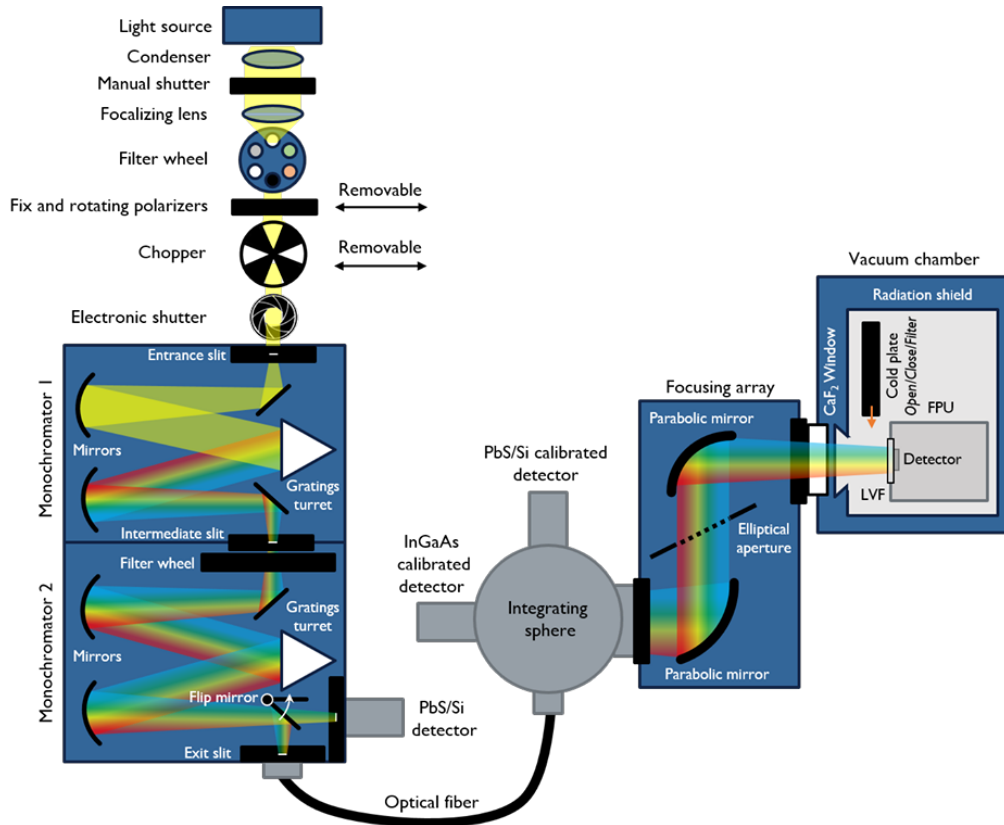 Light source
Condenser
Manual shutter
Focalizing lens
Filter wheel
Fix and rotating polarizers
Removable
Chopper
Removable
Electronic shutter
Entrance slit
Monochromator 1
Mirrors
Gratings
turret
Intermediate slit
Filter wheel
Monochromator 2
Gratings
turret
Mirrors
Flip mirror
PbS/Si
detector
Exit slit
Optical fiber
PbS/Si calibrated
detector
InGaAs
calibrated
detector
Integrating
sphere
Focusing array
Parabolic mirror
Elliptical
aperture
Parabolic mirror
Vacuum chamber
Radiation shield
CaF2 Window
Cold plate
Open/Close/Filter
FPU
Detector
LVF